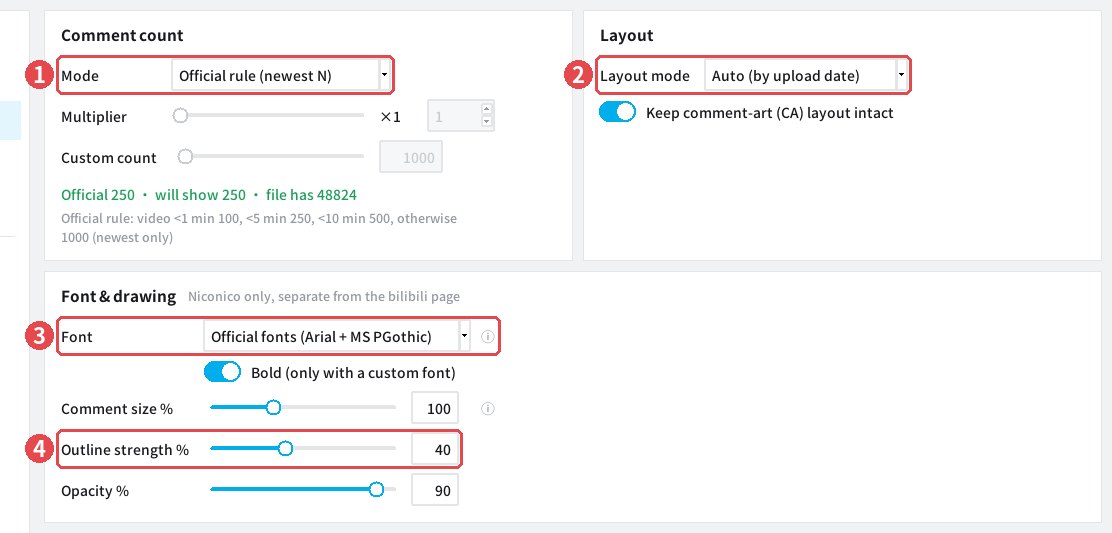 Comment count
1 Mode Official rule (newest N)
Multiplier ×1 1
Custom count 1000
Official 250 · will show 250 · file has 48824
Official rule: video <1 min 100, <5 min 250, <10 min 500, otherwise
1000 (newest only)
Layout
2 Layout mode Auto (by upload date)
Keep comment-art (CA) layout intact
Font & drawing Niconico only, separate from the bilibili page
3 Font Official fonts (Arial + MS PGothic)
Bold (only with a custom font)
Comment size % 100
4 Outline strength % 40
Opacity % 90